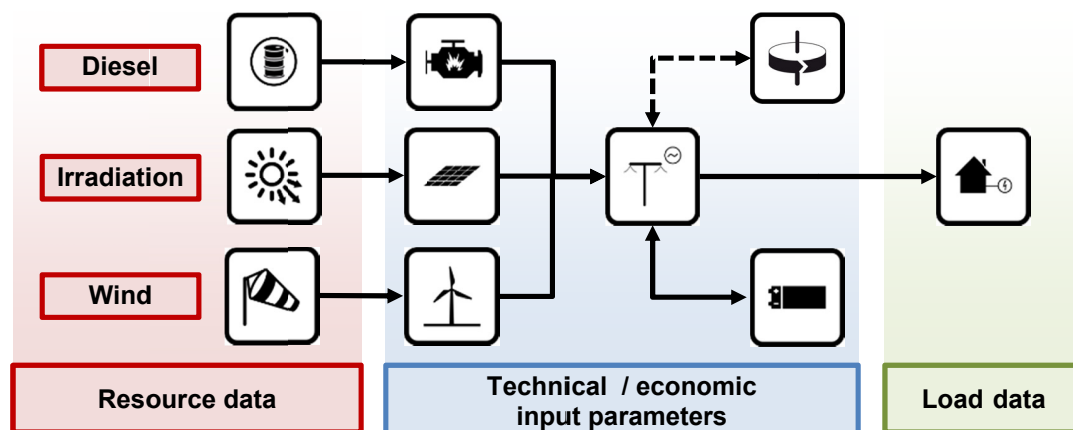 Diesel
Irradiation
Wind
Resource data
Technical / economic
input parameters
Load data